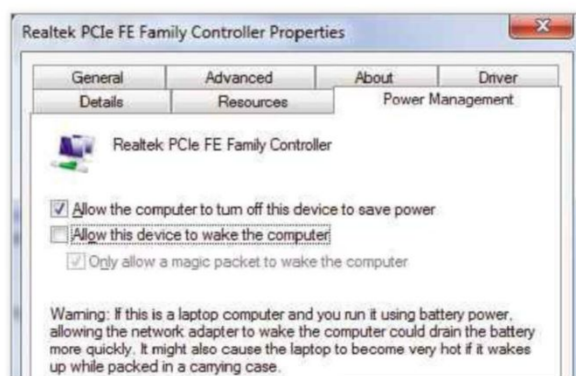 Realtek PCIe FE Family Controller Properties
General Advanced About Driver
Details Resources Power Management
Realtek PCIe FE Family Controller
Allow the computer to turn off this device to save power
Allow this device to wake the computer
Only allow a magic packet to wake the computer
Warning: If this is a laptop computer and you run it using battery power,
allowing the network adapter to wake the computer could drain the battery
more quickly. It might also cause the laptop to become very hot if it wakes
up while packed in a carrying case.